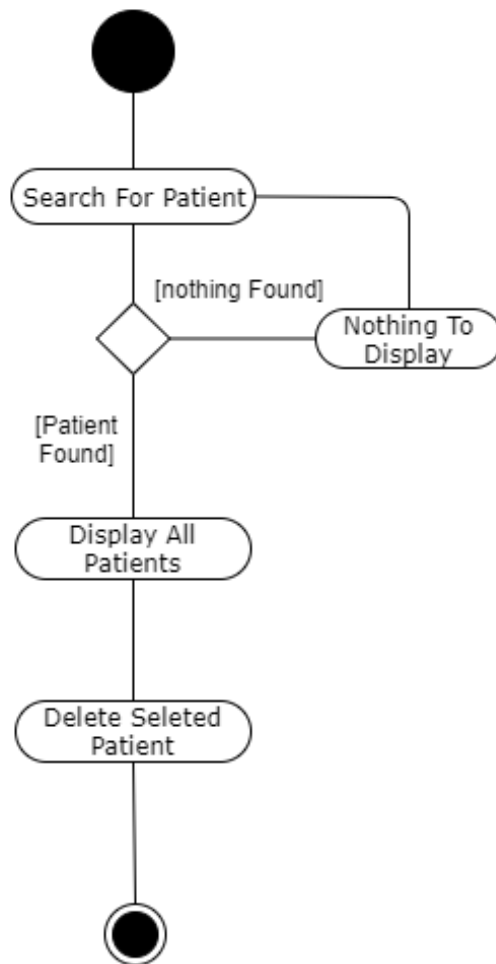 Search For Patient
[nothing Found]
Nothing To
Display
[Patient
Found]
Display All
Patients
Delete Seleted
Patient